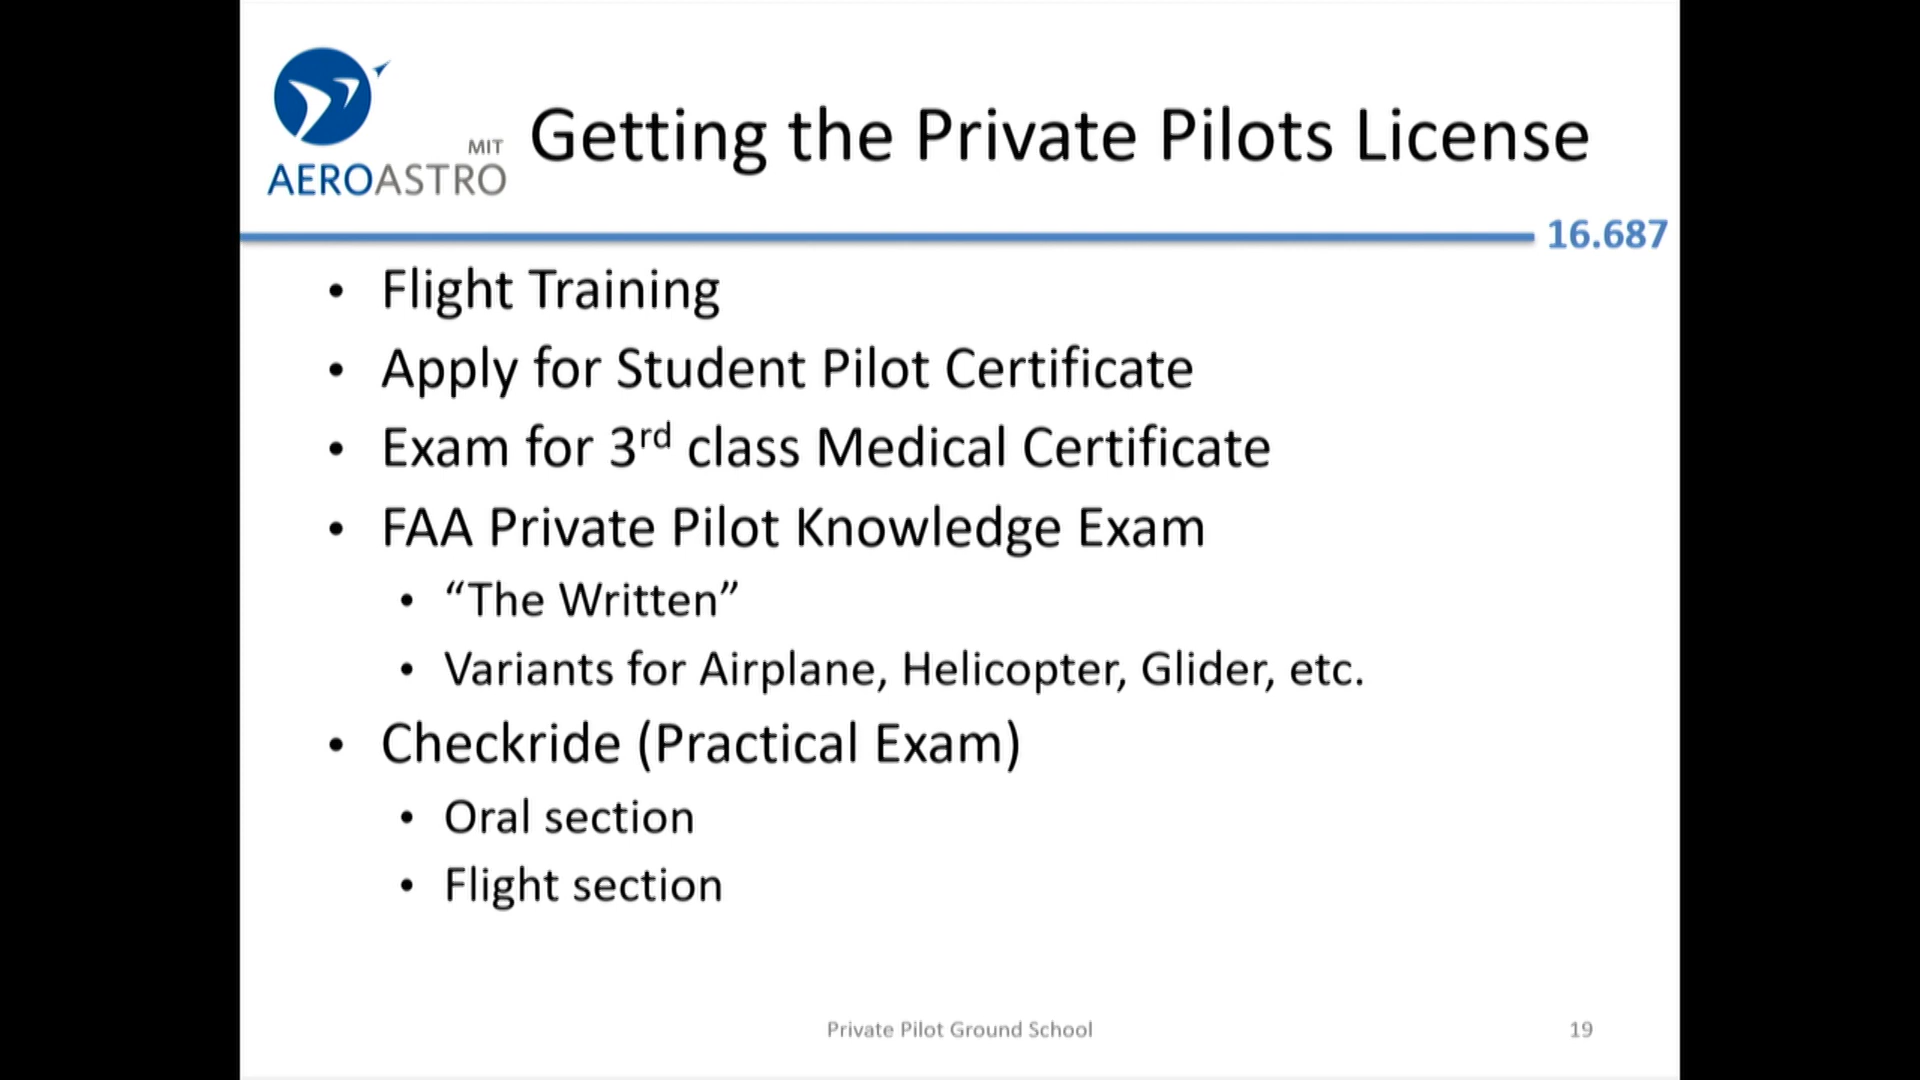 MIT
AEROASTRO
Getting the Private Pilots License
16.687
• Flight Training
• Apply for Student Pilot Certificate
• Exam for 3rd class Medical Certificate
• FAA Private Pilot Knowledge Exam
• “The Written”
• Variants for Airplane, Helicopter, Glider, etc.
• Checkride (Practical Exam)
• Oral section
• Flight section
Private Pilot Ground School
19